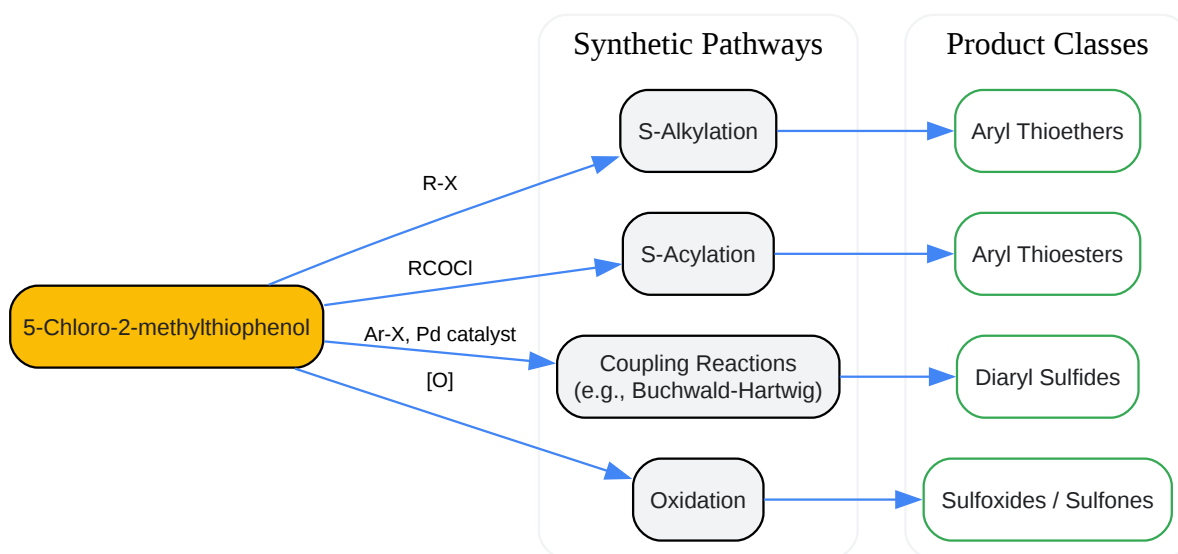 Synthetic Pathways
Product Classes
S-Alkylation
Aryl Thioethers
R-X
S-Acylation
Aryl Thioesters
RCOCl
5-Chloro-2-methylthiophenol
Ar-X, Pd catalyst
Coupling Reactions
(e.g., Buchwald-Hartwig)
Diaryl Sulfides
[O]
Oxidation
Sulfoxides / Sulfones